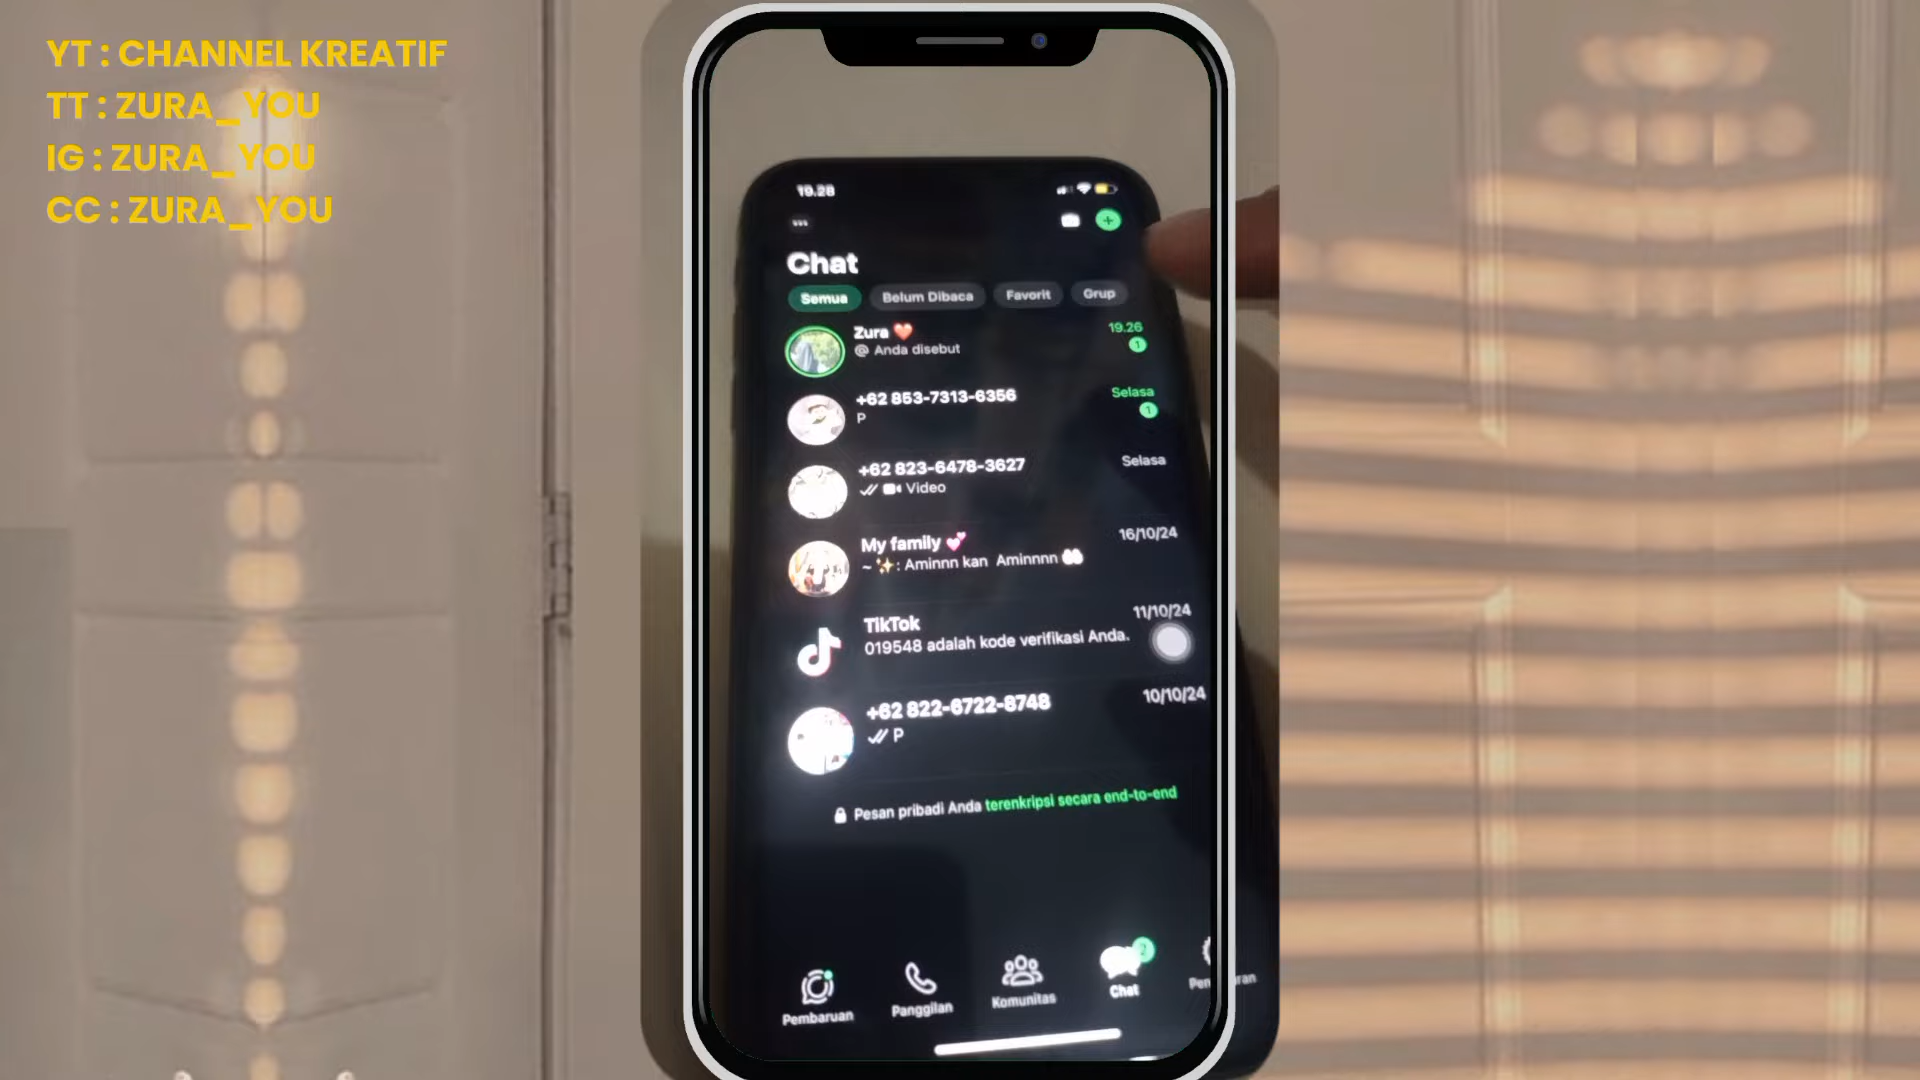 YT : CHANNEL KREATIF
TT : ZURA_YOU
IG : ZURA_YOU
CC : ZURA_YOU
19.28
Chat
Semua Belum Dibaca Favorit Grup
Zura ❤️ 19.26
@ Anda disebut 1
+62 853-7313-6356 Selasa
P 1
+62 823-6478-3627 Selasa
Video
My family 💕 16/10/24
~ ✨: Aminnn kan Aminnnn 🤲
TikTok 11/10/24
019548 adalah kode verifikasi Anda.
+62 822-6722-8748 10/10/24
P
Pesan pribadi Anda terenkripsi secara end-to-end
2
Pembaruan Panggilan Komunitas Chat